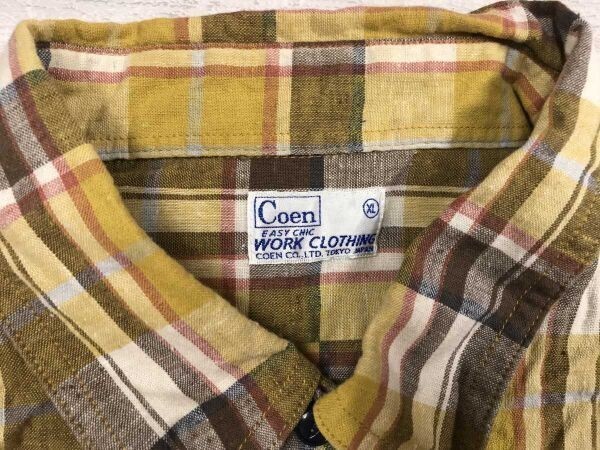 Coen
XL
EASY CHIC
WORK CLOTHING
COEN CO.,LTD. TOKYO JAPAN